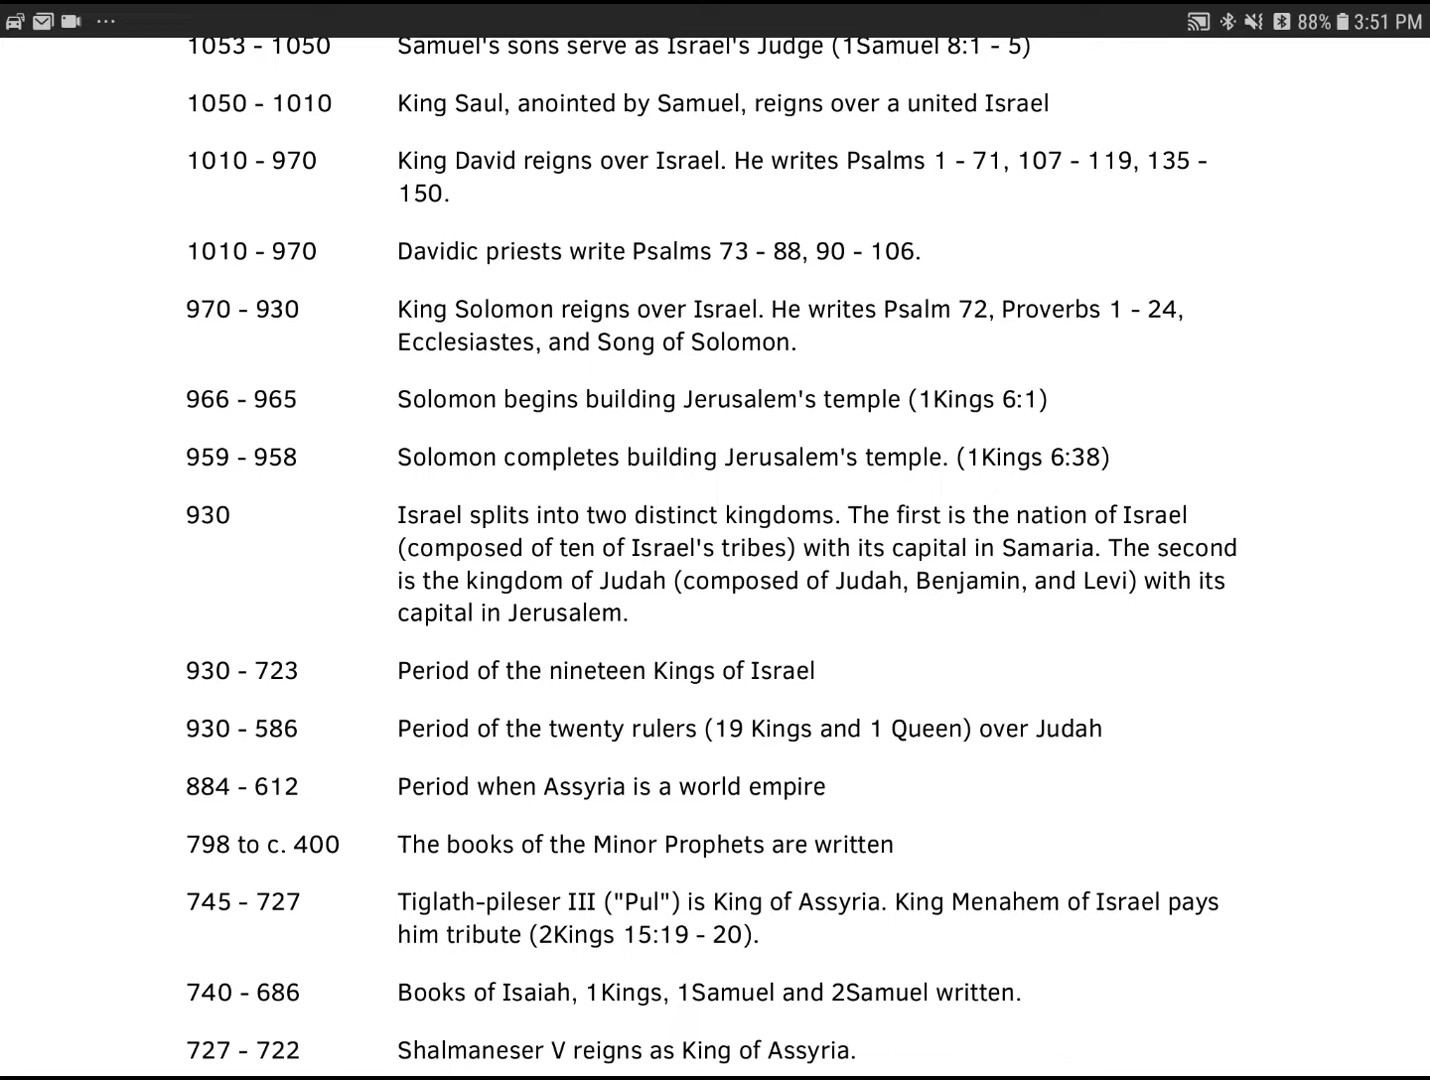 88% 3:51 PM
1053 - 1050 Samuel's sons serve as Israel's Judge (1Samuel 8:1 - 5)
1050 - 1010 King Saul, anointed by Samuel, reigns over a united Israel
1010 - 970 King David reigns over Israel. He writes Psalms 1 - 71, 107 - 119, 135 -
150.
1010 - 970 Davidic priests write Psalms 73 - 88, 90 - 106.
970 - 930 King Solomon reigns over Israel. He writes Psalm 72, Proverbs 1 - 24,
Ecclesiastes, and Song of Solomon.
966 - 965 Solomon begins building Jerusalem's temple (1Kings 6:1)
959 - 958 Solomon completes building Jerusalem's temple. (1Kings 6:38)
930 Israel splits into two distinct kingdoms. The first is the nation of Israel
(composed of ten of Israel's tribes) with its capital in Samaria. The second
is the kingdom of Judah (composed of Judah, Benjamin, and Levi) with its
capital in Jerusalem.
930 - 723 Period of the nineteen Kings of Israel
930 - 586 Period of the twenty rulers (19 Kings and 1 Queen) over Judah
884 - 612 Period when Assyria is a world empire
798 to c. 400 The books of the Minor Prophets are written
745 - 727 Tiglath-pileser III ("Pul") is King of Assyria. King Menahem of Israel pays
him tribute (2Kings 15:19 - 20).
740 - 686 Books of Isaiah, 1Kings, 1Samuel and 2Samuel written.
727 - 722 Shalmaneser V reigns as King of Assyria.